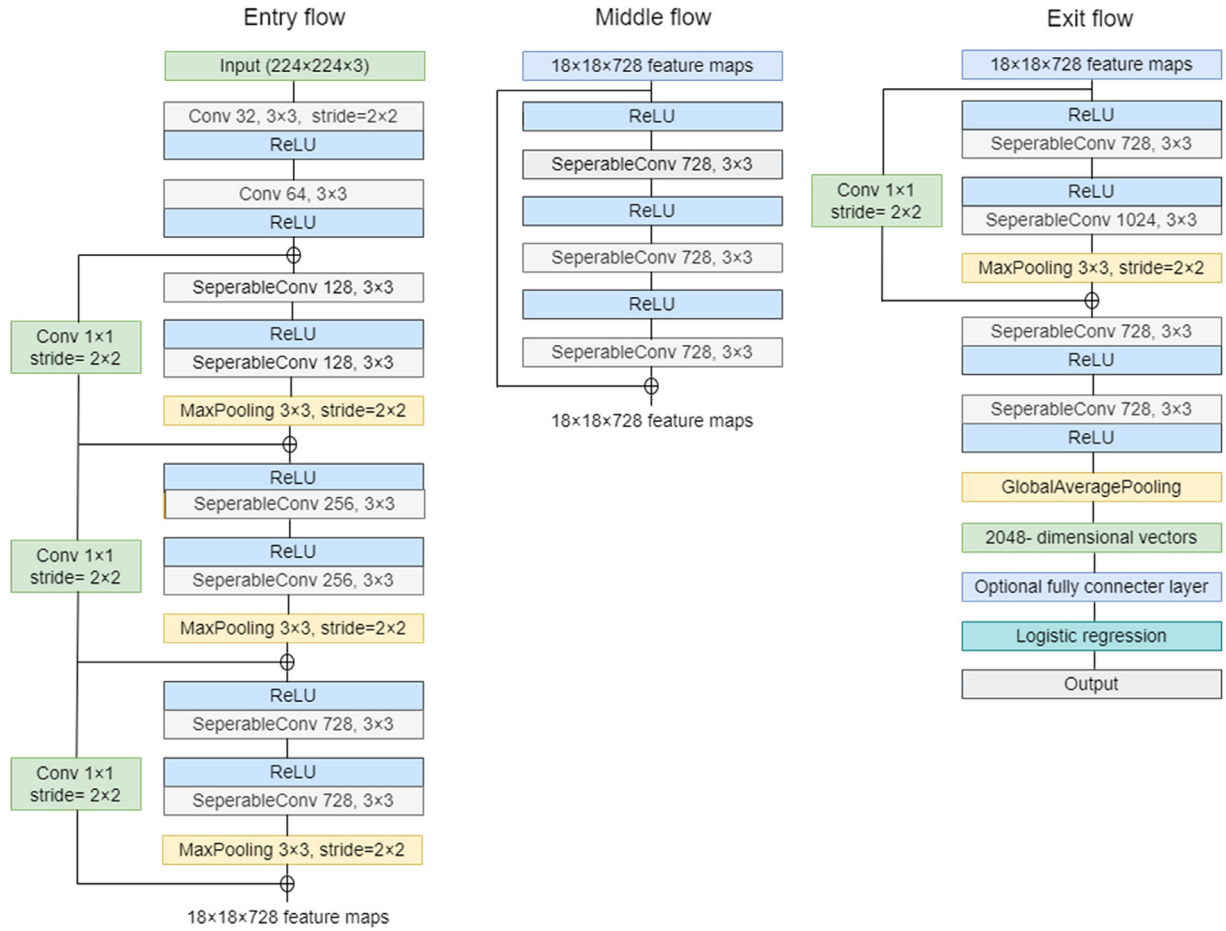 Entry flow
Input (224×224×3)
Conv 32, 3×3, stride=2×2
ReLU
Conv 64, 3×3
ReLU
SeperableConv 128, 3×3
Conv 1×1
stride= 2×2
ReLU
SeperableConv 128, 3×3
MaxPooling 3×3, stride=2×2
ReLU
SeperableConv 256, 3×3
Conv 1×1
stride= 2×2
ReLU
SeperableConv 256, 3×3
MaxPooling 3×3, stride=2×2
ReLU
SeperableConv 728, 3×3
Conv 1×1
stride= 2×2
ReLU
SeperableConv 728, 3×3
MaxPooling 3×3, stride=2×2
18×18×728 feature maps
Middle flow
18×18×728 feature maps
ReLU
SeperableConv 728, 3×3
ReLU
SeperableConv 728, 3×3
ReLU
SeperableConv 728, 3×3
18×18×728 feature maps
Exit flow
18×18×728 feature maps
ReLU
SeperableConv 728, 3×3
Conv 1×1
stride= 2×2
ReLU
SeperableConv 1024, 3×3
MaxPooling 3×3, stride=2×2
SeperableConv 728, 3×3
ReLU
SeperableConv 728, 3×3
ReLU
GlobalAveragePooling
2048- dimensional vectors
Optional fully connecter layer
Logistic regression
Output